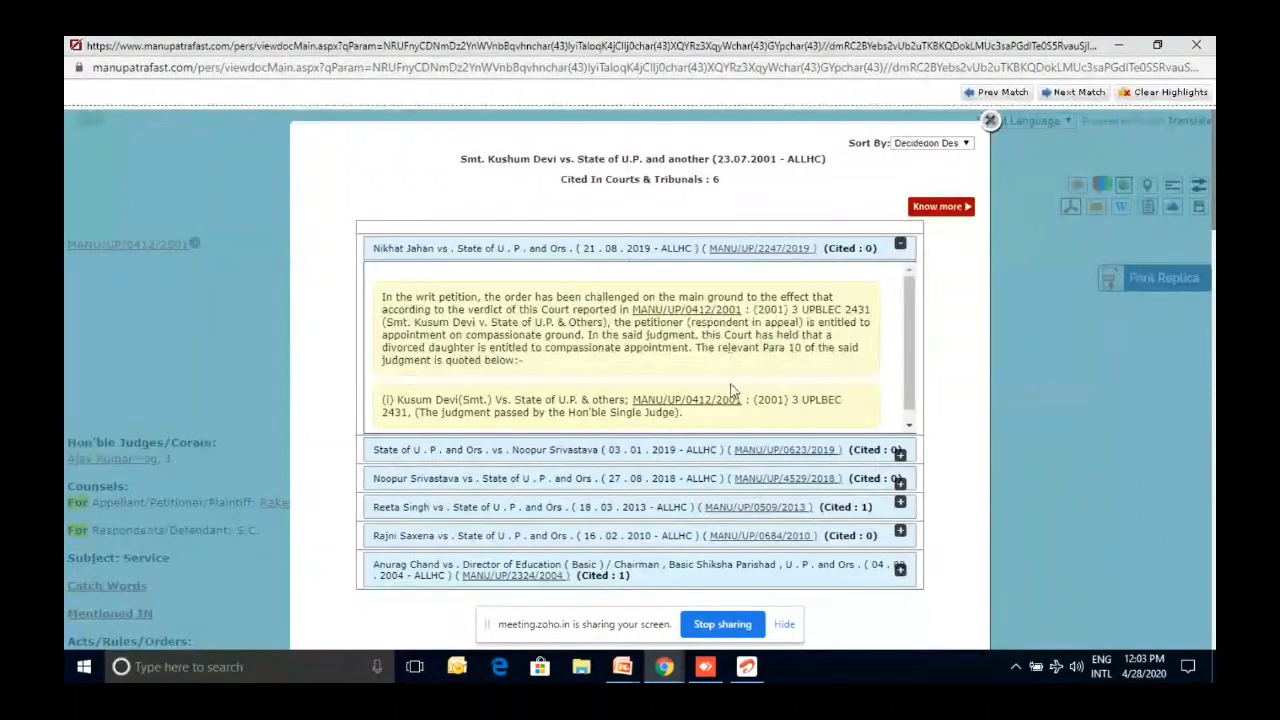 https://www.manupatrafast.com/pers/viewdocMain.aspx?qParam=
manupatrafast.com/pers/viewdocMain.aspx?qParam=
Prev Match Next Match Clear Highlights
Language Translate
Sort By: Decidedon Des
Smt. Kushum Devi vs. State of U.P. and another (23.07.2001 - ALLHC)
Cited In Courts & Tribunals : 6
Know more
MANU/UP/0412/2001
Nikhat Jahan vs . State of U . P . and Ors . ( 21 . 08 . 2019 - ALLHC ) ( MANU/UP/2247/2019 ) (Cited : 0)
Print Replica
In the writ petition, the order has been challenged on the main ground to the effect that
according to the verdict of this Court reported in MANU/UP/0412/2001 : (2001) 3 UPBLEC 2431
(Smt. Kusum Devi v. State of U.P. & Others), the petitioner (respondent in appeal) is entitled to
appointment on compassionate ground. In the said judgment, this Court has held that a
divorced daughter is entitled to compassionate appointment. The relevant Para 10 of the said
judgment is quoted below:-
(i) Kusum Devi(Smt.) Vs. State of U.P. & others; MANU/UP/0412/2001 : (2001) 3 UPLBEC
2431, (The judgment passed by the Hon'ble Single Judge).
Hon'ble Judges/Coram:
State of U . P . and Ors . vs . Noopur Srivastava ( 03 . 01 . 2019 - ALLHC ) ( MANU/UP/0623/2019 ) (Cited : 0)
J.
Noopur Srivastava vs . State of U . P . and Ors . ( 27 . 08 . 2018 - ALLHC ) ( MANU/UP/4529/2018 ) (Cited : 0)
Counsels:
For Appellant/Petitioner/Plaintiff:
Reeta Singh vs . State of U . P . and Ors . ( 18 . 03 . 2013 - ALLHC ) ( MANU/UP/0509/2013 ) (Cited : 1)
For Respondents/Defendant: S.C.
Rajni Saxena vs . State of U . P . and Ors . ( 16 . 02 . 2010 - ALLHC ) ( MANU/UP/0684/2010 ) (Cited : 0)
Subject: Service
Anurag Chand vs . Director of Education ( Basic ) / Chairman , Basic Shiksha Parishad , U . P . and Ors . ( 04 .
. 2004 - ALLHC ) ( MANU/UP/2324/2004 ) (Cited : 1)
Catch Words
Mentioned IN
Acts/Rules/Orders:
meeting.zoho.in is sharing your screen. Stop sharing Hide
Type here to search
ENG
INTL
12:03 PM
4/28/2020